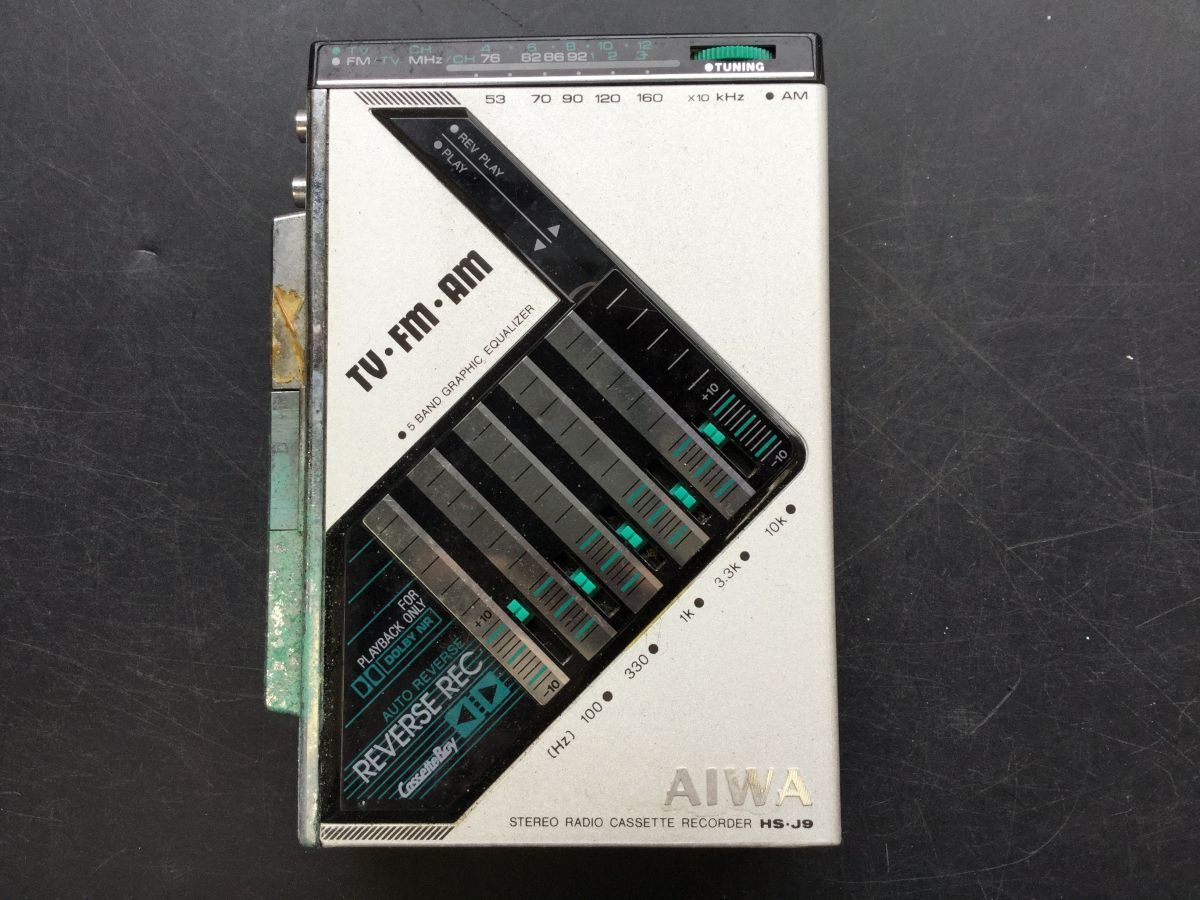 TV CH 4 6 8 10 12
FM/TV MHz/CH 76 82 86 92 1 2 3
TUNING
53 70 90 120 160 x10 kHz AM
REV PLAY
PLAY
TV・FM・AM
5 BAND GRAPHIC EQUALIZER
+10
-10
+10
-10
FOR
PLAYBACK ONLY
DOLBY NR
AUTO REVERSE
REVERSE REC
CassetteBoy
(Hz) 100 330 1k 3.3k 10k
AIWA
STEREO RADIO CASSETTE RECORDER HS・J9